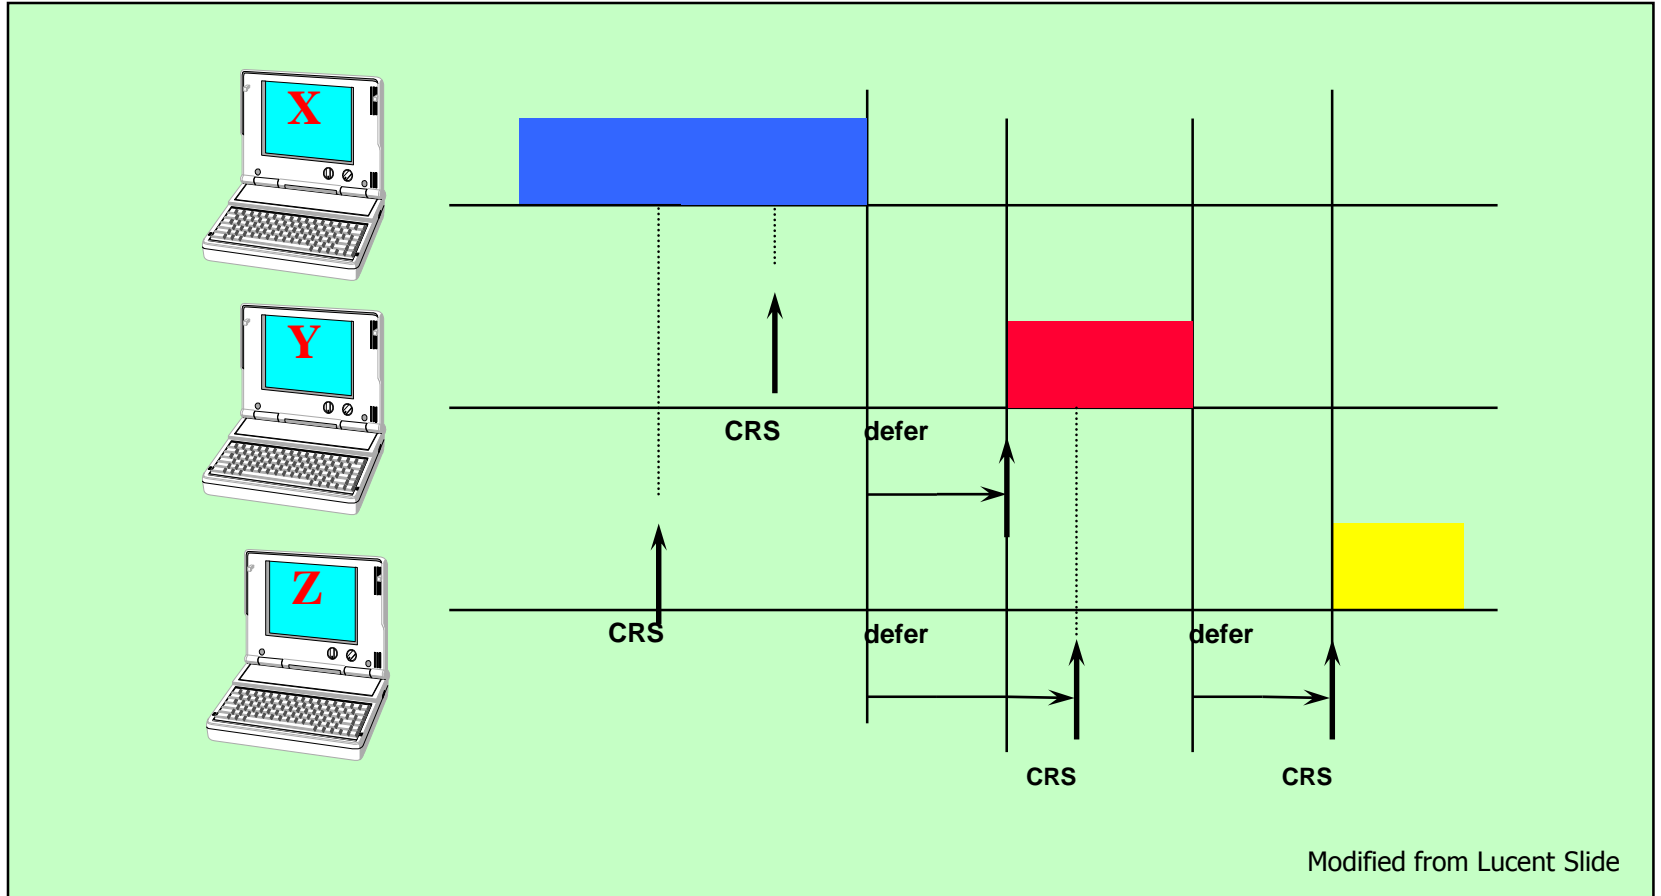 X
Y
CRS defer
Z
CRS defer defer
CRS CRS
Modified from Lucent Slide